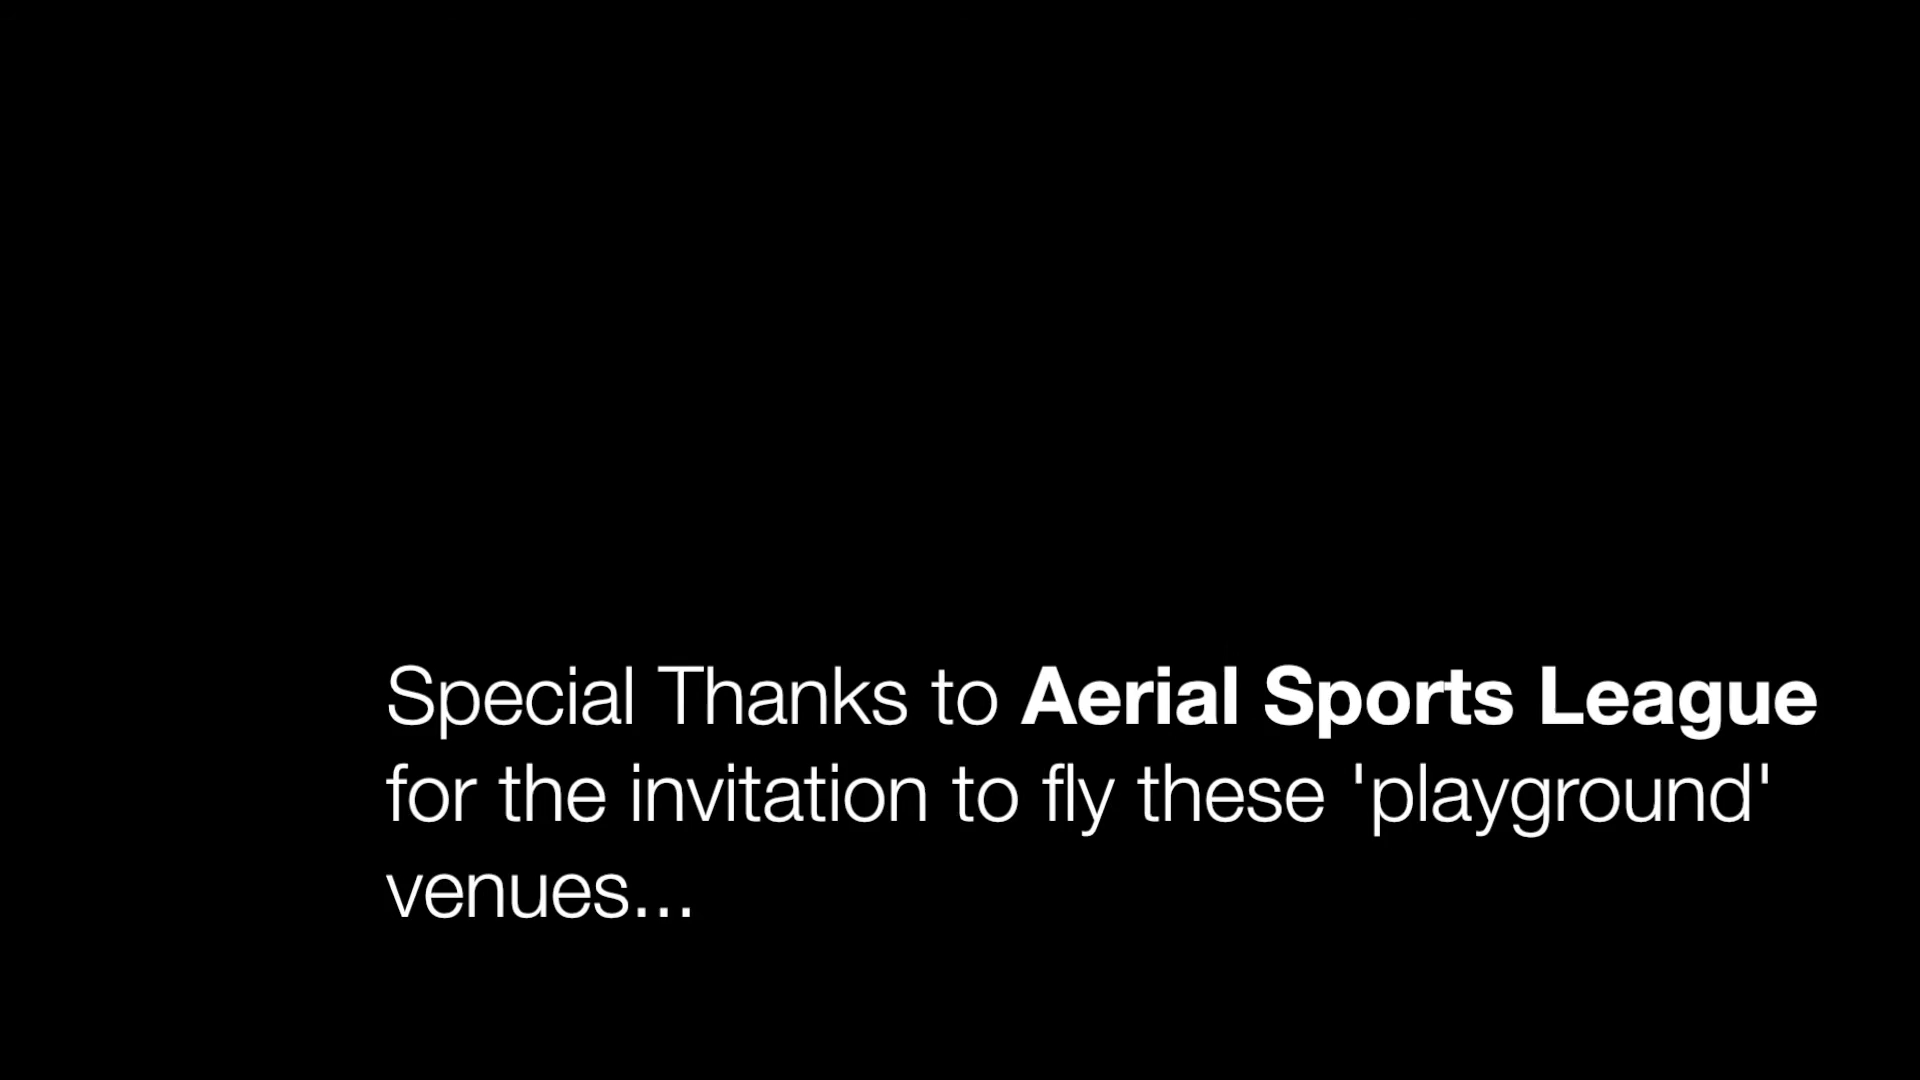 Special Thanks to Aerial Sports League
for the invitation to fly these 'playground'
venues...